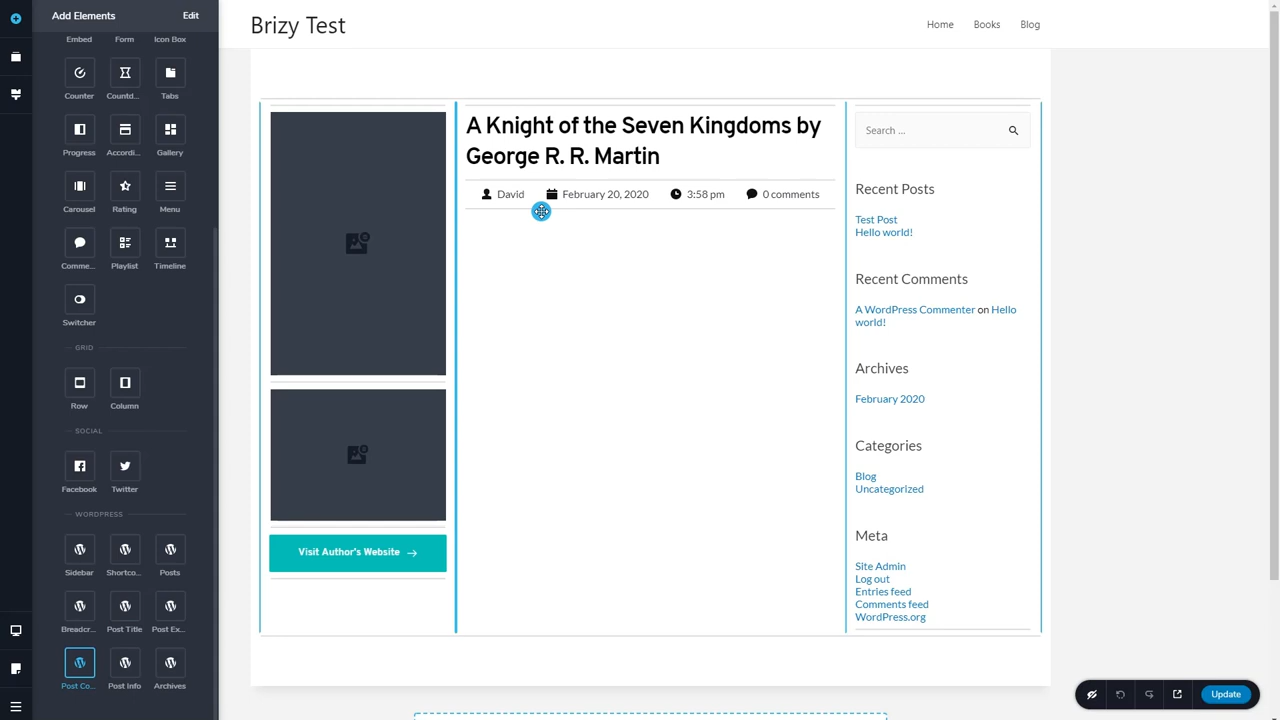 Add Elements
Edit
Embed
Form
Icon Box
Counter
Countd...
Tabs
Progress
Accordi...
Gallery
Carousel
Rating
Menu
Comme...
Playlist
Timeline
Switcher
GRID
Row
Column
SOCIAL
Facebook
Twitter
WORDPRESS
Sidebar
Shortco...
Posts
Breadcr...
Post Title
Post Ex...
Post Co...
Post Info
Archives
Brizy Test
Home
Books
Blog
Visit Author's Website
A Knight of the Seven Kingdoms by
George R. R. Martin
David
February 20, 2020
3:58 pm
0 comments
Search ...
Recent Posts
Test Post
Hello world!
Recent Comments
A WordPress Commenter on Hello
world!
Archives
February 2020
Categories
Blog
Uncategorized
Meta
Site Admin
Log out
Entries feed
Comments feed
WordPress.org
Update